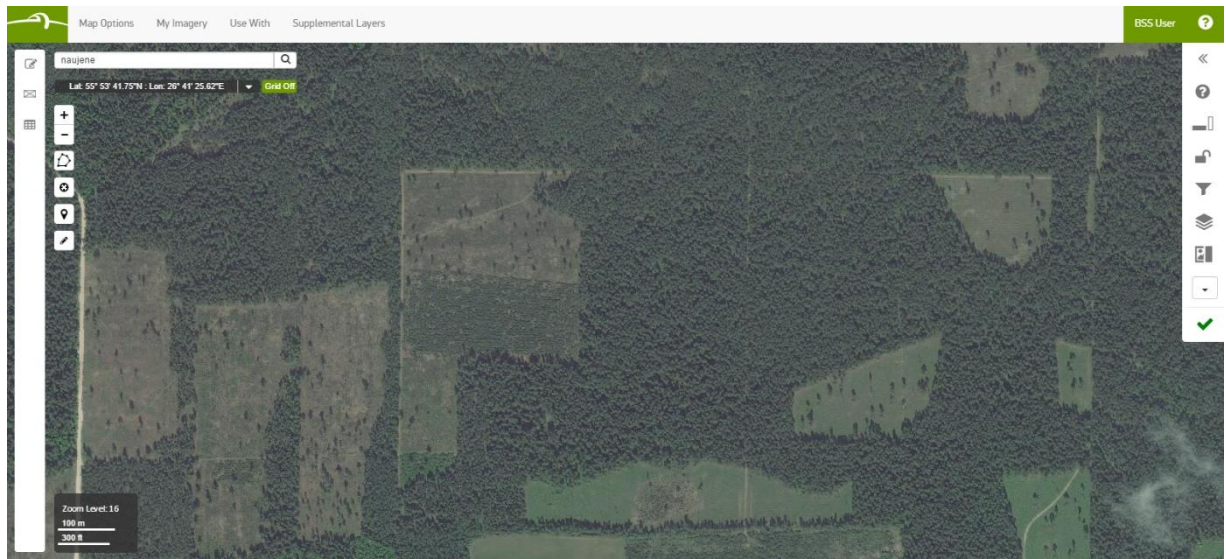 Map Options My Imagery Use With Supplemental Layers BSS User ?
naujene
Lat: 55° 53' 41.75"N : Lon: 26° 41' 25.62"E Grid Off
+
−
Zoom Level: 16
100 m
300 ft